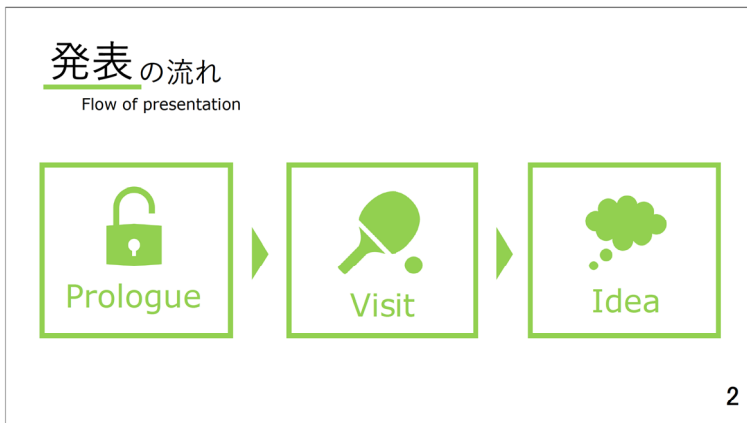 発表の流れ
Flow of presentation
Prologue
Visit
Idea
2